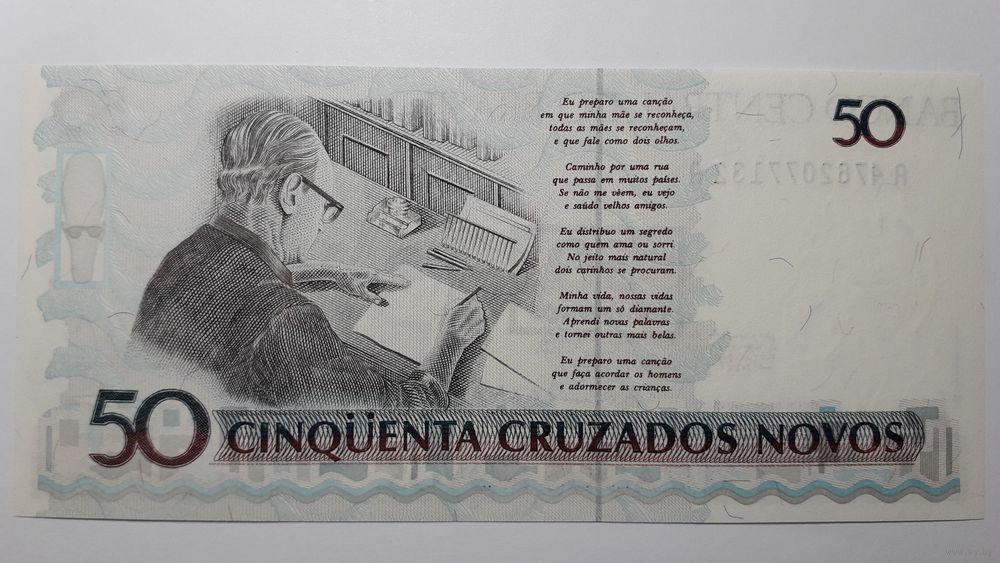 Eu preparo uma canção
em que minha mãe se reconheça,
todas as mães se reconheçam,
e que fale como dois olhos.
Caminho por uma rua
que passa em muitos países.
Se não me vêem, eu vejo
e saúdo velhos amigos.
Eu distribuo um segredo
como quem ama ou sorri.
No jeito mais natural
dois carinhos se procuram.
Minha vida, nossas vidas
formam um só diamante.
Aprendi novas palavras
e tornei outras mais belas.
Eu preparo uma canção
que faça acordar os homens
e adormecer as crianças.
50
50 CINQÜENTA CRUZADOS NOVOS